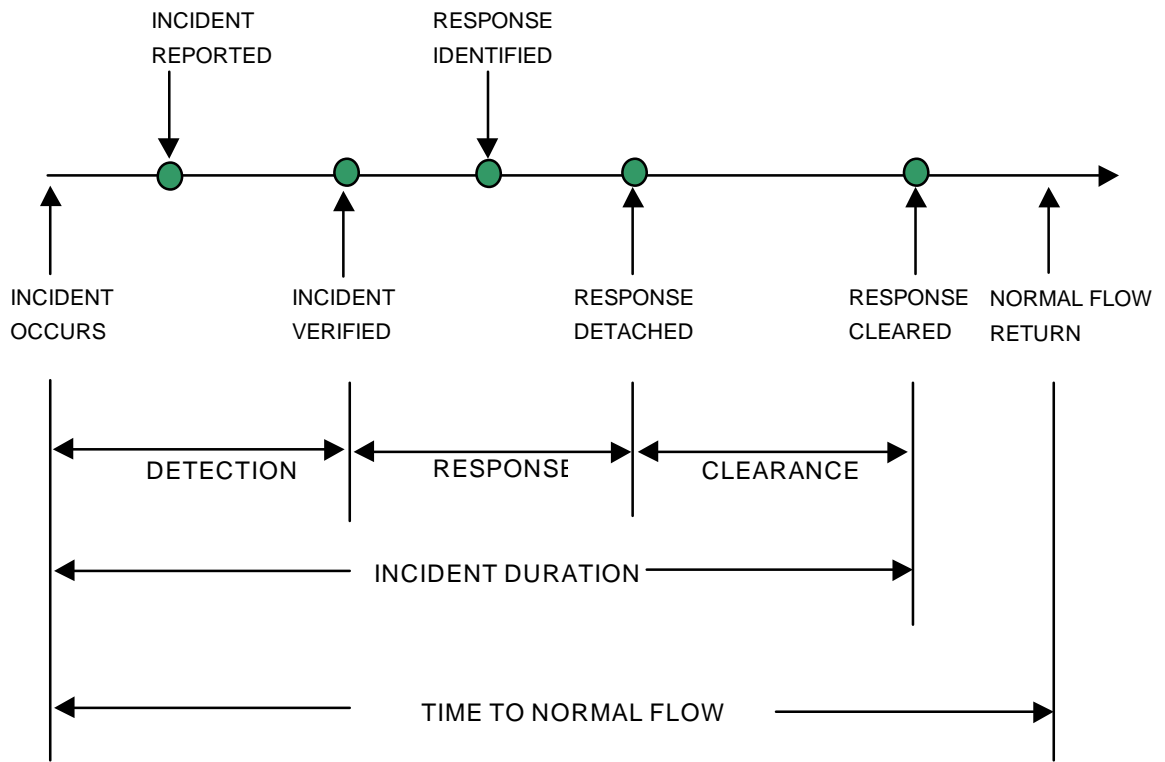 INCIDENT
REPORTED
RESPONSE
IDENTIFIED
INCIDENT
OCCURS
INCIDENT
VERIFIED
RESPONSE
DETACHED
RESPONSE
CLEARED
NORMAL FLOW
RETURN
DETECTION
RESPONSE
CLEARANCE
INCIDENT DURATION
TIME TO NORMAL FLOW